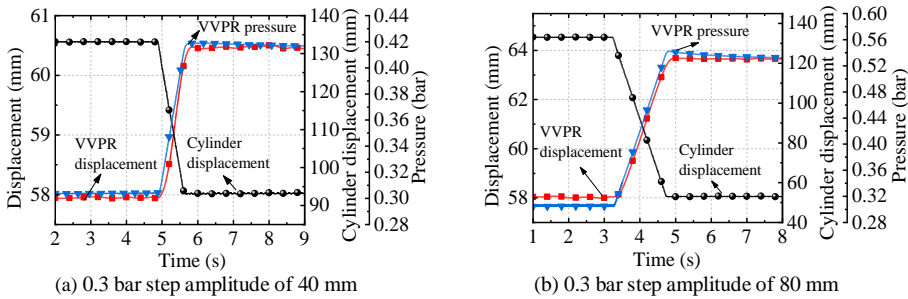 Displacement (mm)
61
60
59
58
2 3 4 5 6 7 8 9
Time (s)
VVPR pressure
VVPR
displacement
Cylinder
displacement
140
130
120
110
100
90
Cylinder displacement (mm)
0.44
0.42
0.40
0.38
0.36
0.34
0.32
0.30
0.28
Pressure (bar)
(a) 0.3 bar step amplitude of 40 mm
Displacement (mm)
64
62
60
58
1 2 3 4 5 6 7 8
Time (s)
VVPR pressure
VVPR
displacement
Cylinder
displacement
140
120
100
80
60
40
Cylinder displacement (mm)
0.60
0.56
0.52
0.48
0.44
0.40
0.36
0.32
0.28
Pressure (bar)
(b) 0.3 bar step amplitude of 80 mm